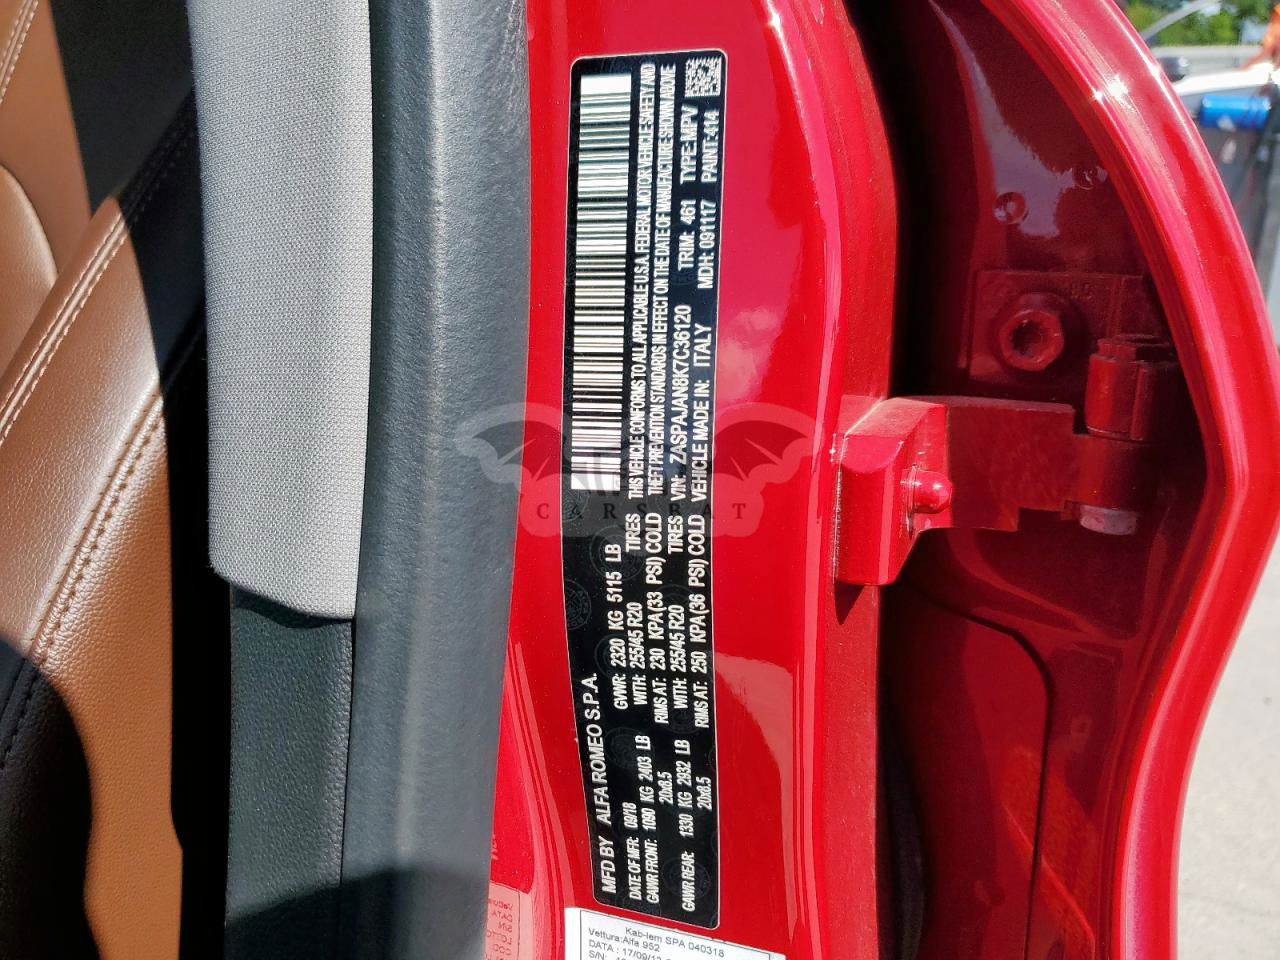 MFD BY ALFA ROMEO S.P.A.
DATE OF MFR: 09/18 GVWR: 2320 KG 5115 LB
GAWR FRONT: 1090 KG 2403 LB WITH: 255/45 R20 TIRES
20x8.5 RIMS AT: 230 KPA(33 PSI) COLD
GAWR REAR: 1330 KG 2932 LB WITH: 255/45 R20 TIRES
20x8.5 RIMS AT: 250 KPA(36 PSI) COLD
THIS VEHICLE CONFORMS TO ALL APPLICABLE U.S.A. FEDERAL MOTOR VEHICLE SAFETY AND
THEFT PREVENTION STANDARDS IN EFFECT ON THE DATE OF MANUFACTURE SHOWN ABOVE
VIN: ZASPAJAN8K7C36120 TRIM: 461 TYPE:MPV
VEHICLE MADE IN: ITALY MDH: 091117 PAINT:414
CARSBAT
Kab-lem SPA 040318
Vettura:Alfa 952
DATA : 17/09/
S/N: